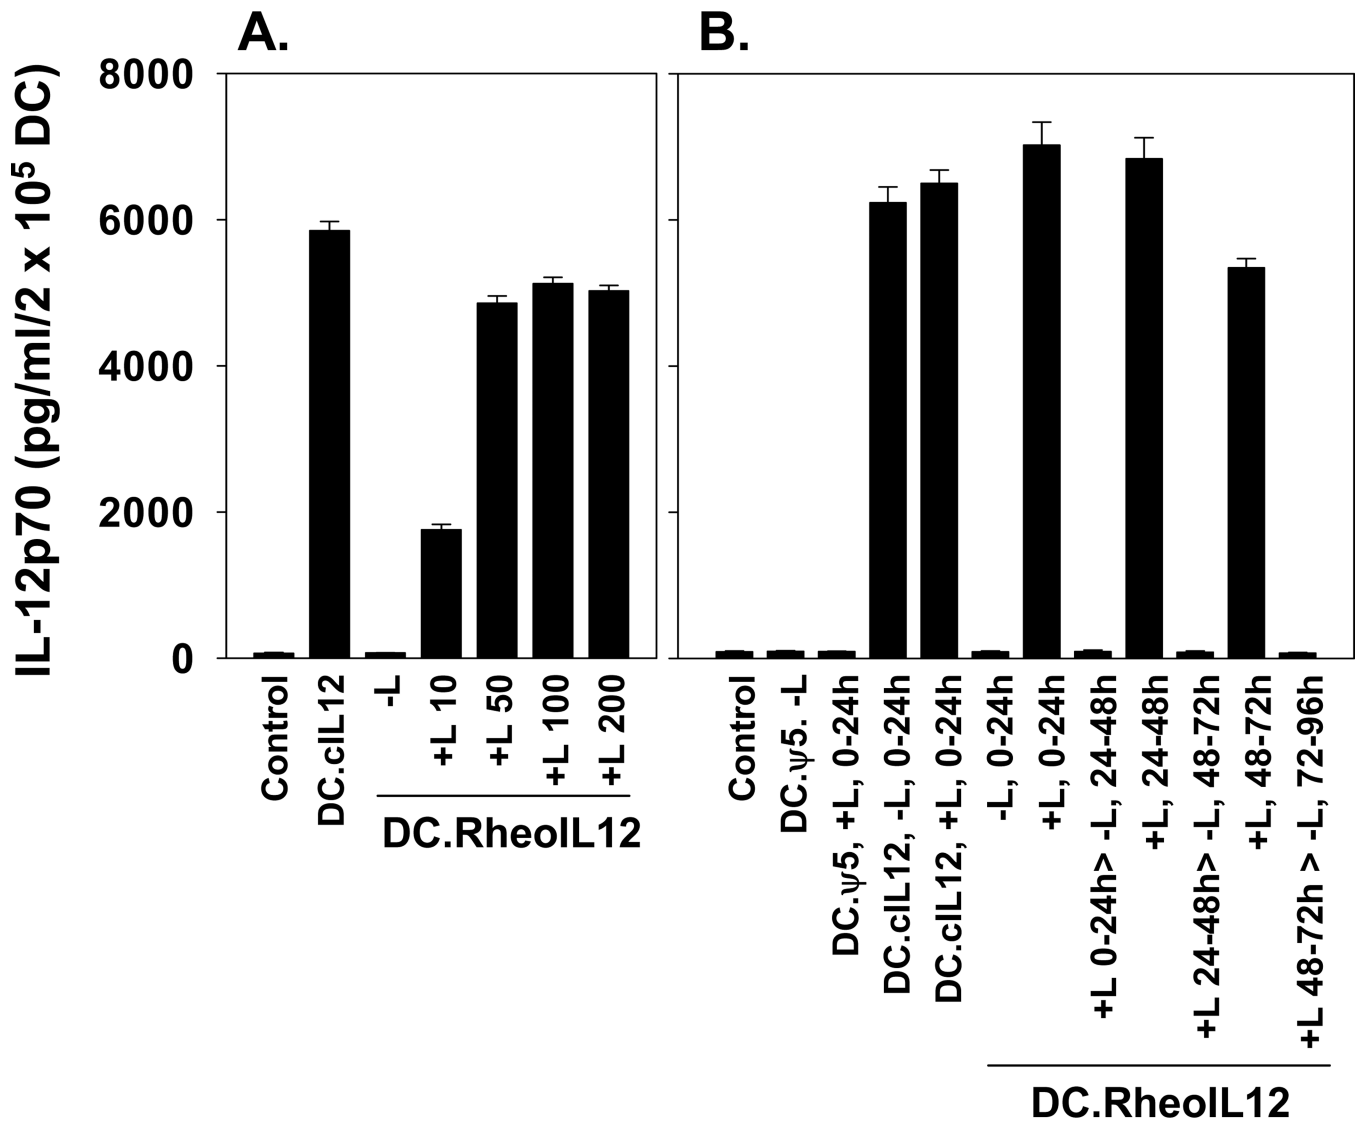 A.
B.
IL-12p70 (pg/ml/2 x 10⁵ DC)
8000
6000
4000
2000
0
Control
DC.cIL12
-L
+L 10
+L 50
+L 100
+L 200
DC.RheoIL12
Control
DC.ψ5. -L
DC.ψ5, +L, 0-24h
DC.cIL12, -L, 0-24h
DC.cIL12, +L, 0-24h
-L, 0-24h
+L, 0-24h
+L 0-24h> -L, 24-48h
+L, 24-48h
+L 24-48h> -L, 48-72h
+L, 48-72h
+L 48-72h > -L, 72-96h
DC.RheoIL12